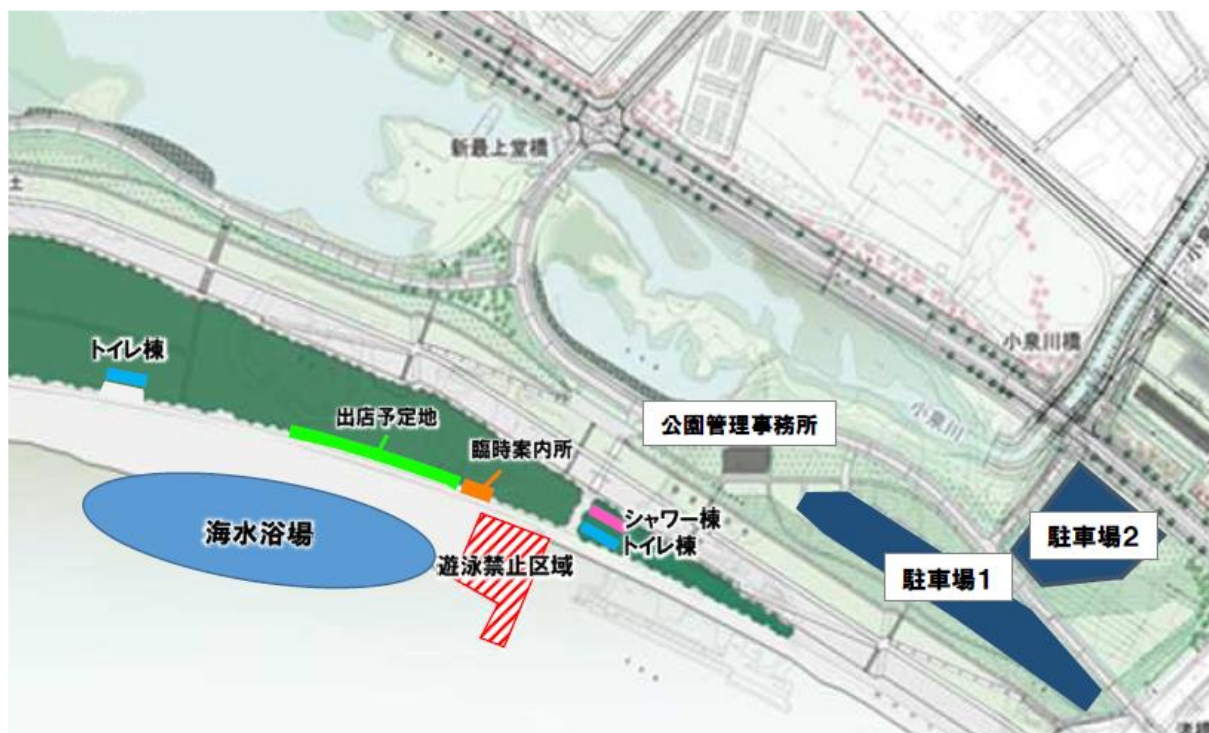 新最上堂橋
小泉川橋
トイレ棟
出店予定地
公園管理事務所
小泉川
臨時案内所
シャワー棟
トイレ棟
海水浴場
遊泳禁止区域
駐車場2
駐車場1